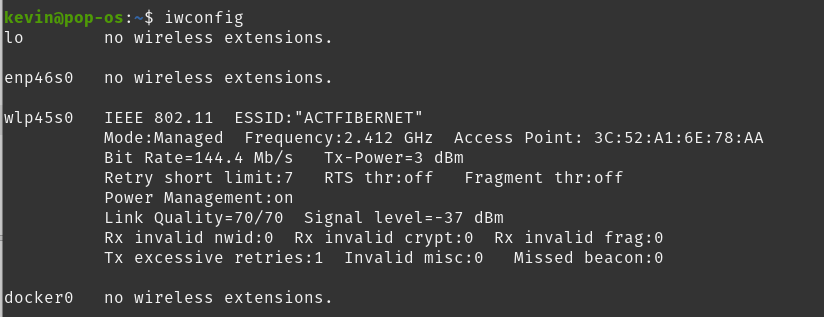 kevin@pop-os:~$ iwconfig
lo        no wireless extensions.
enp46s0   no wireless extensions.
wlp45s0   IEEE 802.11  ESSID:"ACTFIBERNET"
          Mode:Managed  Frequency:2.412 GHz  Access Point: 3C:52:A1:6E:78:AA
          Bit Rate=144.4 Mb/s   Tx-Power=3 dBm
          Retry short limit:7   RTS thr:off   Fragment thr:off
          Power Management:on
          Link Quality=70/70  Signal level=-37 dBm
          Rx invalid nwid:0  Rx invalid crypt:0  Rx invalid frag:0
          Tx excessive retries:1  Invalid misc:0   Missed beacon:0
docker0   no wireless extensions.